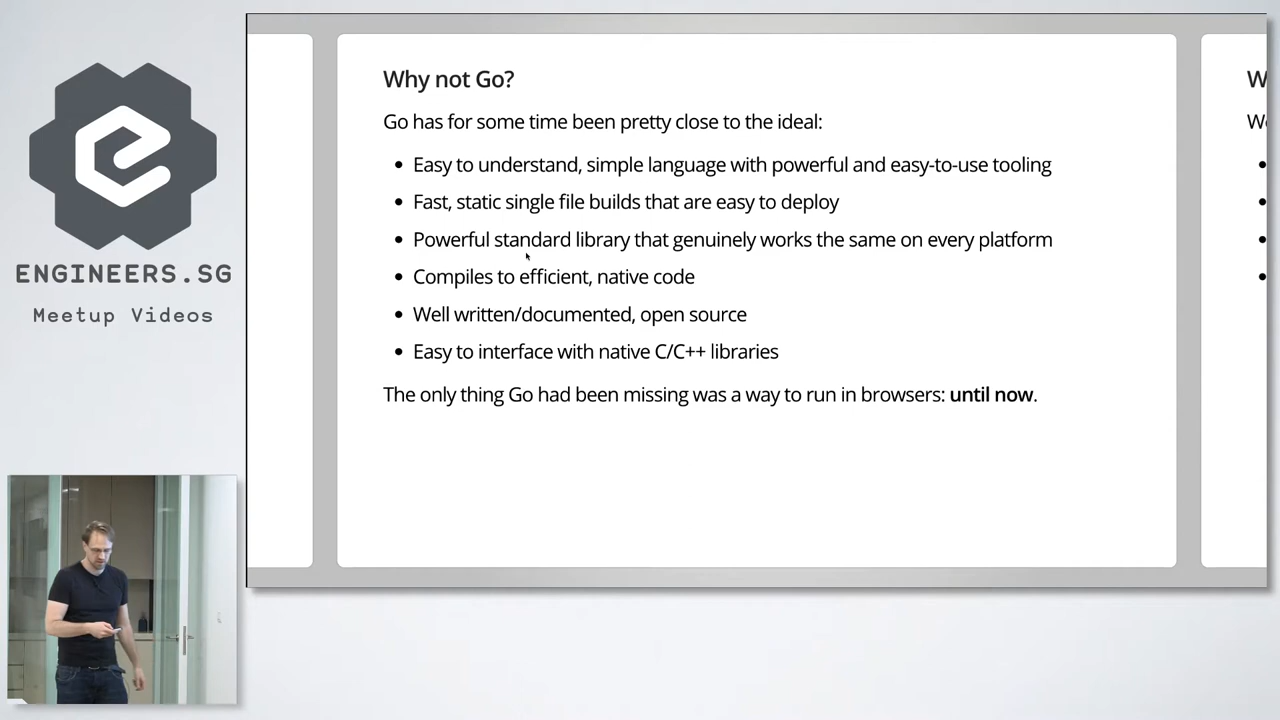 ENGINEERS.SG
Meetup Videos
Why not Go?
Go has for some time been pretty close to the ideal:
• Easy to understand, simple language with powerful and easy-to-use tooling
• Fast, static single file builds that are easy to deploy
• Powerful standard library that genuinely works the same on every platform
• Compiles to efficient, native code
• Well written/documented, open source
• Easy to interface with native C/C++ libraries
The only thing Go had been missing was a way to run in browsers: until now.